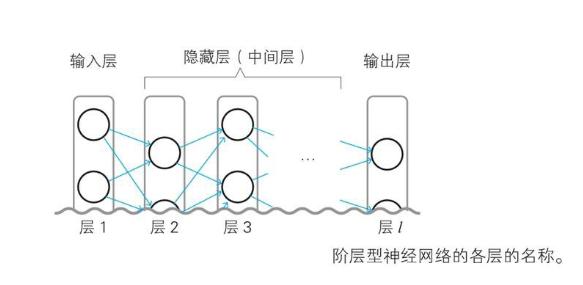 输入层
隐藏层（中间层）
输出层
…
层 1
层 2
层 3
层 l
阶层型神经网络的各层的名称。